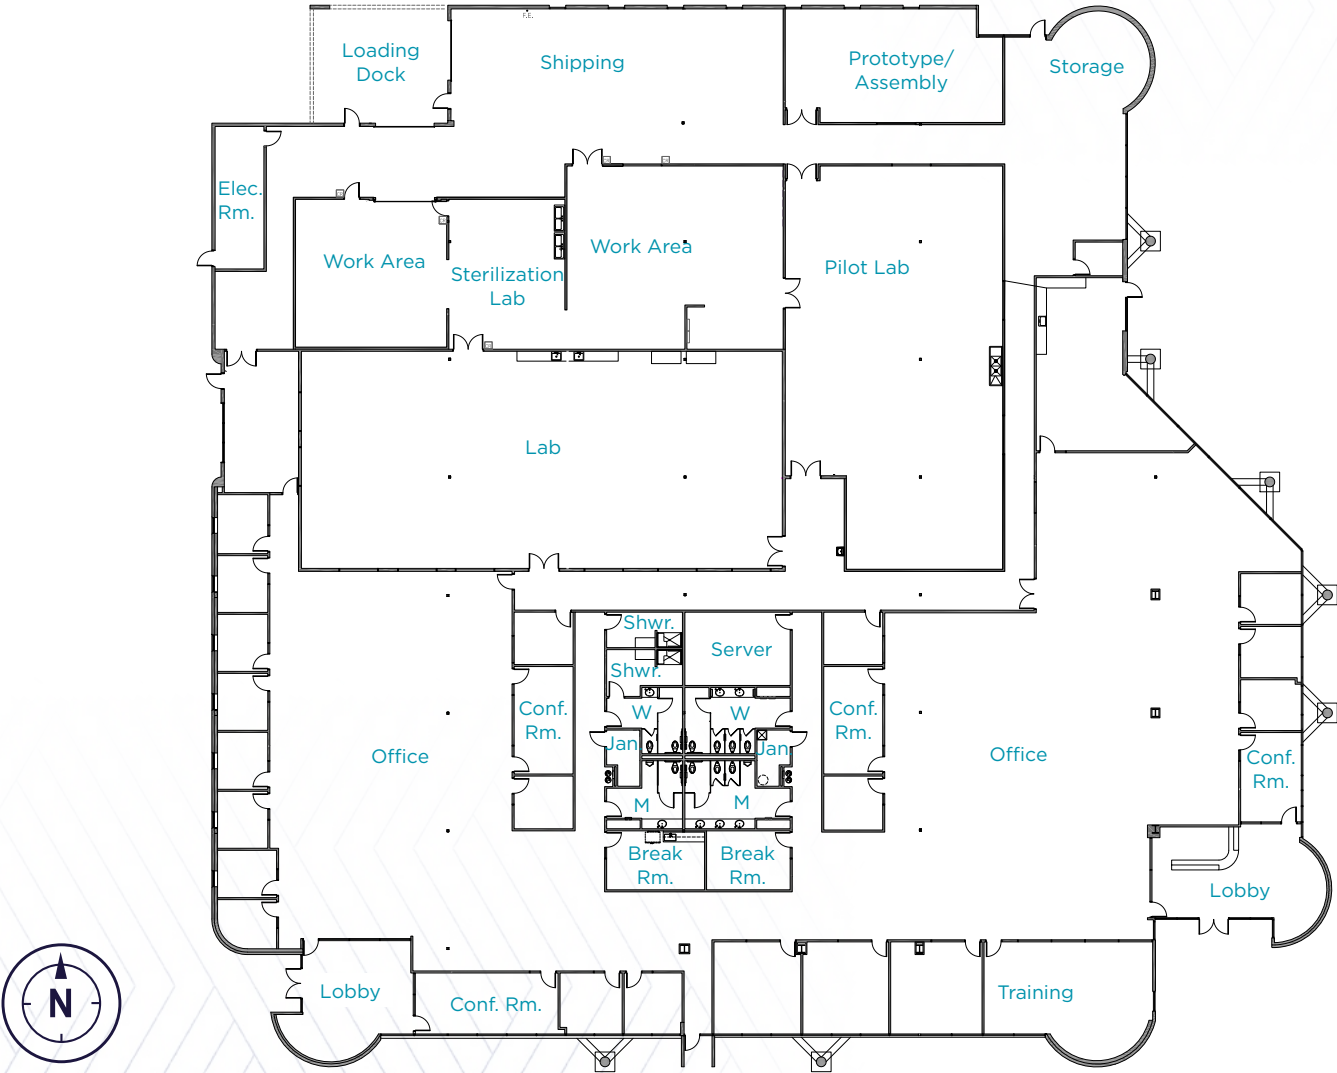 F.E.
Loading
Dock
Shipping
Prototype/
Assembly
Storage
Elec.
Rm.
Work Area
Sterilization
Lab
Work Area
Pilot Lab
Lab
Shwr.
Shwr.
Server
Conf.
Rm.
W
W
Conf.
Rm.
Jan.
Jan.
Office
Office
Conf.
Rm.
M
M
Break
Rm.
Break
Rm.
Lobby
Lobby
Conf. Rm.
Training
N